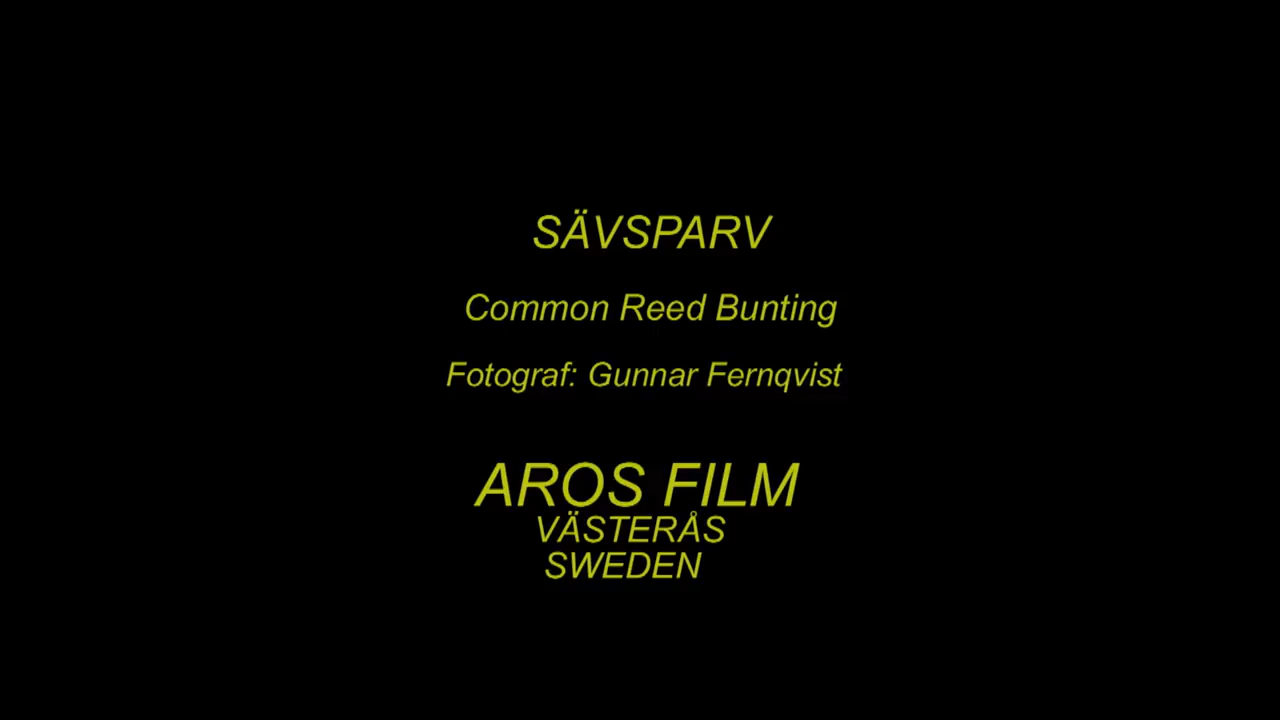 SÄVSPARV
Common Reed Bunting
Fotograf: Gunnar Fernqvist
AROS FILM
VÄSTERÅS
SWEDEN